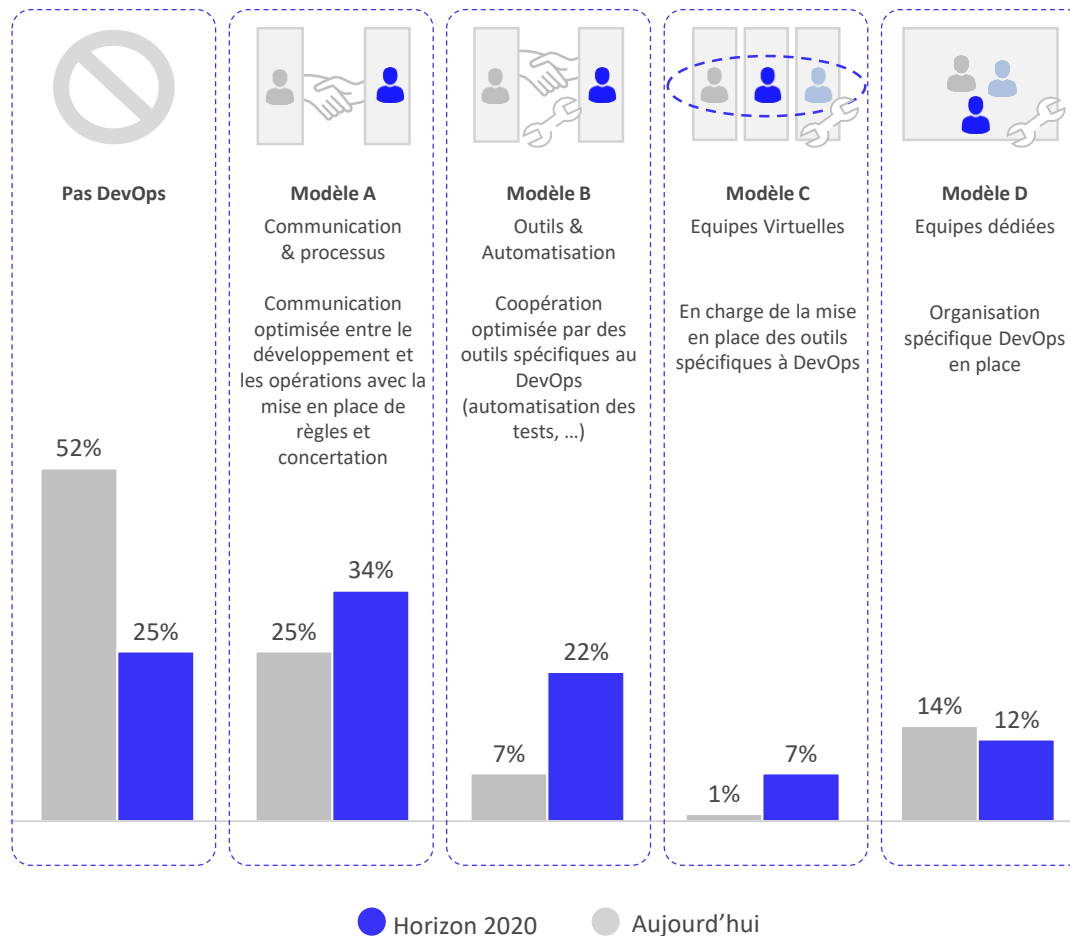 Pas DevOps
Modèle A
Communication
& processus
Communication
optimisée entre le
développement et
les opérations avec la
mise en place de
règles et
concertation
Modèle B
Outils &
Automatisation
Coopération
optimisée par des
outils spécifiques au
DevOps
(automatisation des
tests, ...)
Modèle C
Equipes Virtuelles
En charge de la mise
en place des outils
spécifiques à DevOps
Modèle D
Equipes dédiées
Organisation
spécifique DevOps
en place
52%
25%
25%
34%
7%
22%
1%
7%
14%
12%
Horizon 2020
Aujourd’hui